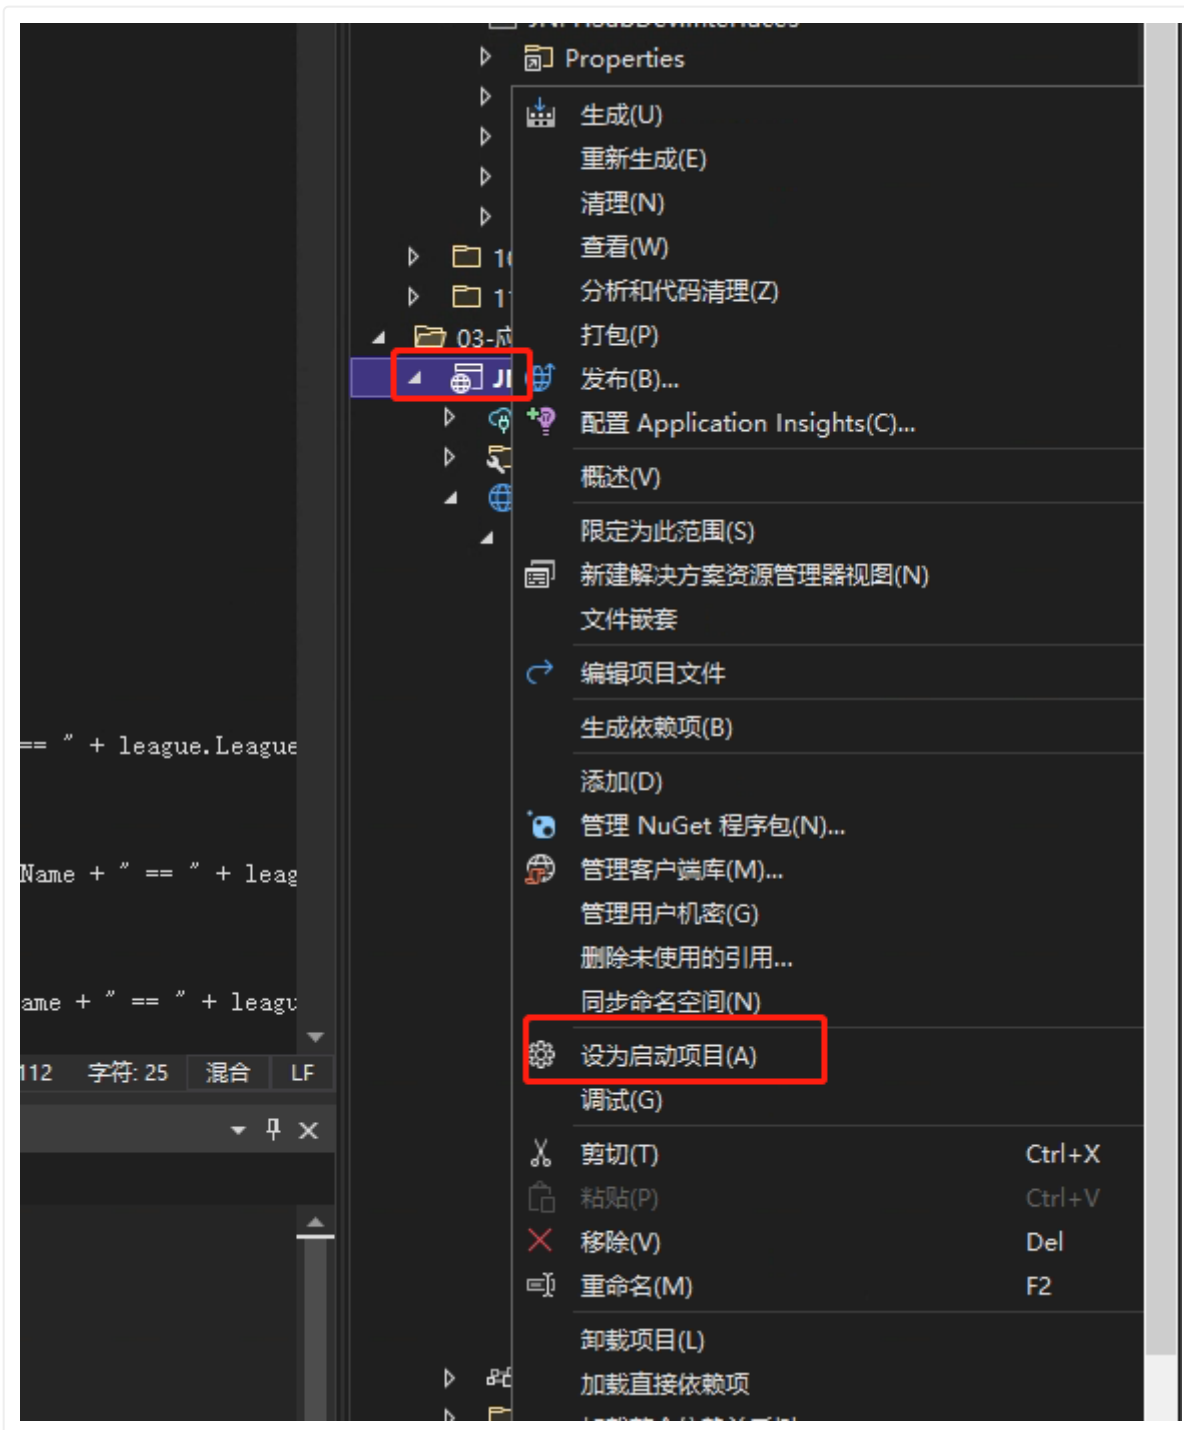 Properties
生成(U)
重新生成(E)
清理(N)
查看(W)
分析和代码清理(Z)
打包(P)
发布(B)...
配置 Application Insights(C)...
概述(V)
限定为此范围(S)
新建解决方案资源管理器视图(N)
文件嵌套
编辑项目文件
生成依赖项(B)
添加(D)
管理 NuGet 程序包(N)...
管理客户端库(M)...
管理用户机密(G)
删除未使用的引用...
同步命名空间(N)
设为启动项目(A)
调试(G)
剪切(T) Ctrl+X
粘贴(P) Ctrl+V
移除(V) Del
重命名(M) F2
卸载项目(L)
加载直接依赖项
10
11
03-应
== " + league.League
Name + " == " + leag
ame + " == " + leagu
112 字符: 25 混合 LF